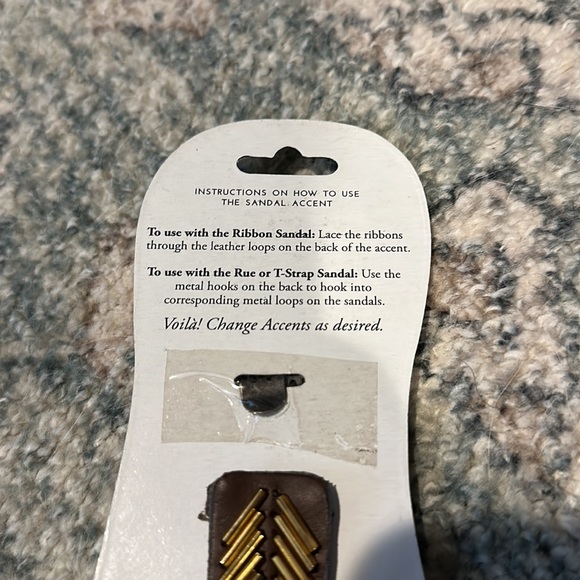 INSTRUCTIONS ON HOW TO USE
THE SANDAL ACCENT
To use with the Ribbon Sandal: Lace the ribbons
through the leather loops on the back of the accent.
To use with the Rue or T-Strap Sandal: Use the
metal hooks on the back to hook into
corresponding metal loops on the sandals.
Voilà! Change Accents as desired.